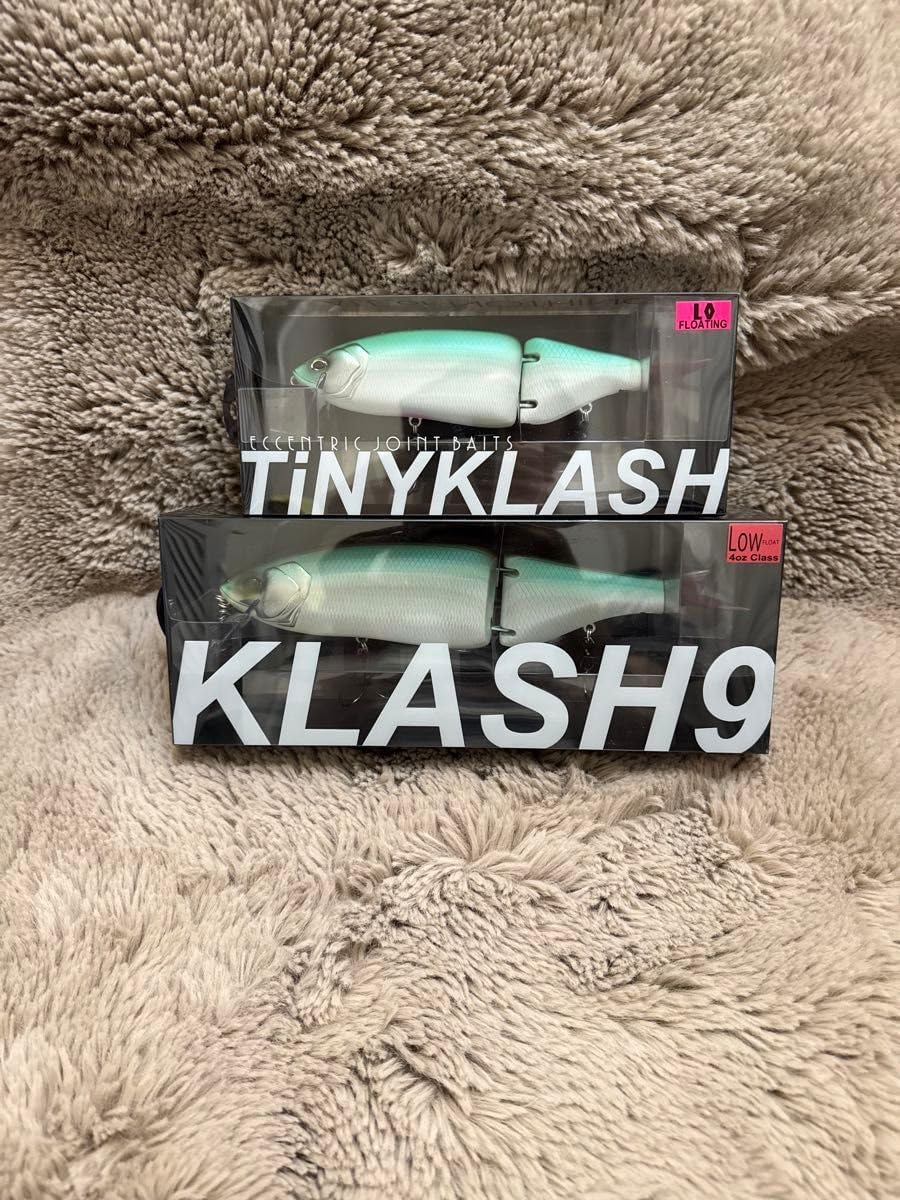 LO
FLOATING
ECCENTRIC JOINT BAITS
TiNYKLASH
LOW FLOAT
4oz Class
KLASH9